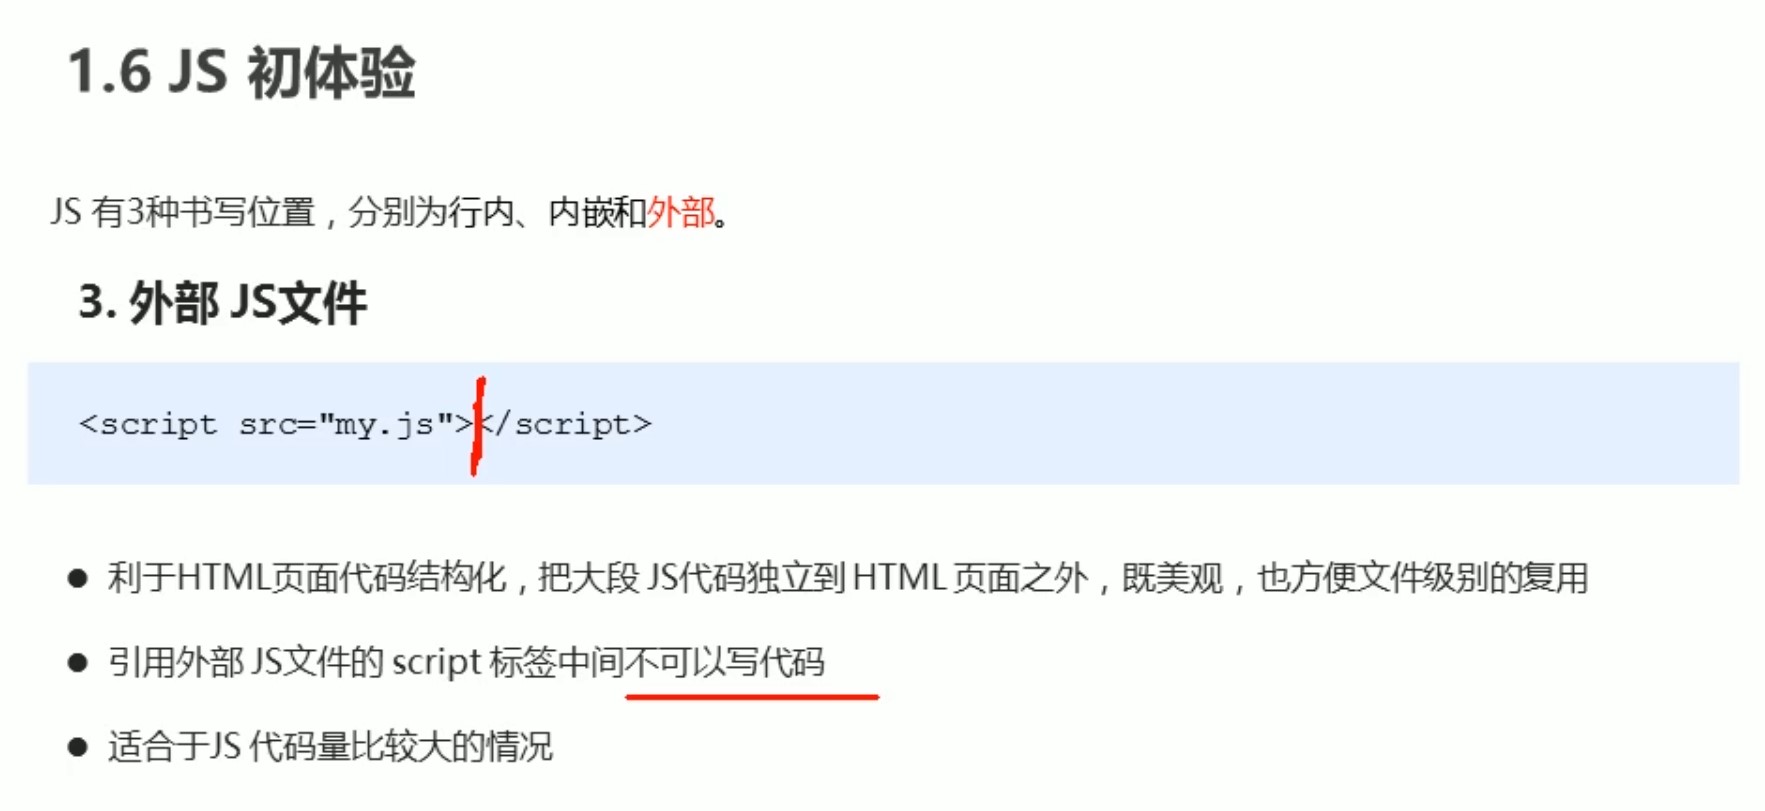 1.6 JS 初体验
JS 有3种书写位置，分别为行内、内嵌和外部。
3. 外部 JS文件
<script src="my.js"></script>
● 利于HTML页面代码结构化，把大段 JS代码独立到 HTML 页面之外，既美观，也方便文件级别的复用
● 引用外部 JS文件的 script 标签中间不可以写代码
● 适合于JS 代码量比较大的情况